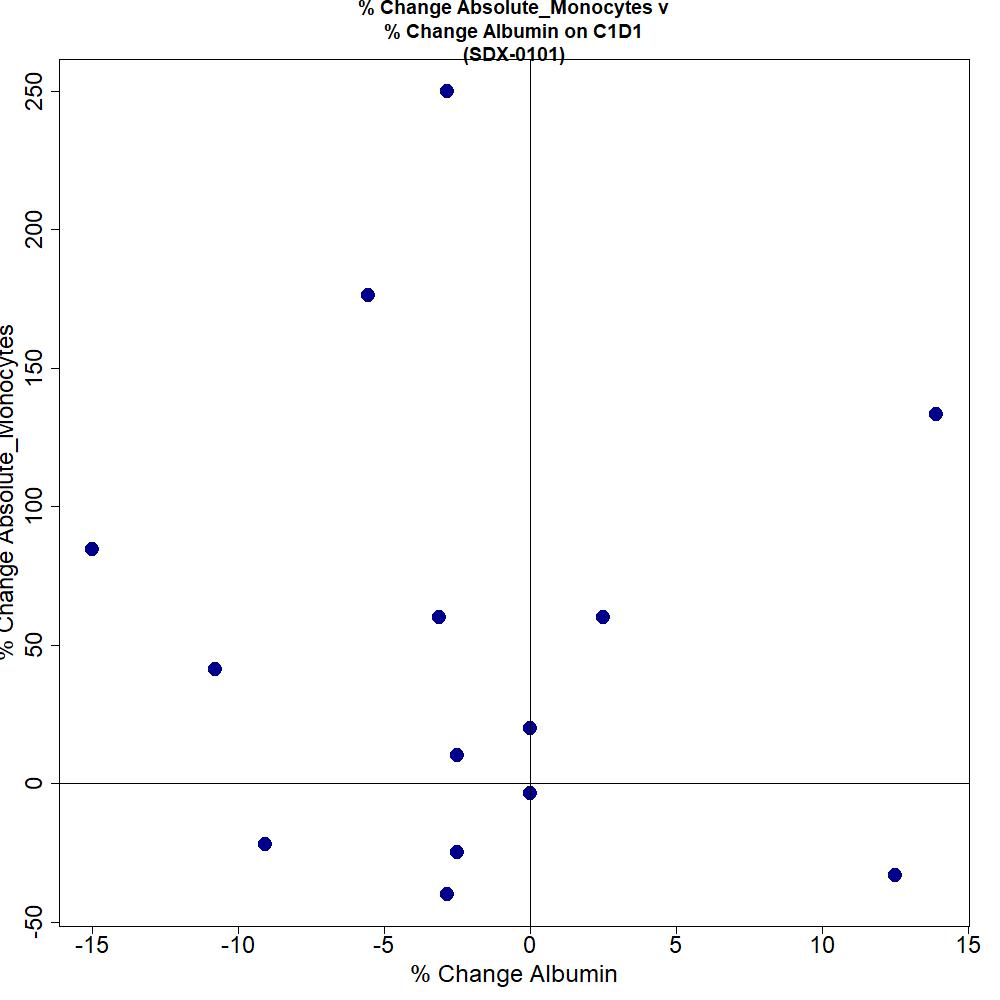 % Change Absolute_Monocytes v
% Change Albumin on C1D1
(SDX-0101)
% Change Absolute_Monocytes
250
200
150
100
50
0
-50
-15
-10
-5
0
5
10
15
% Change Albumin